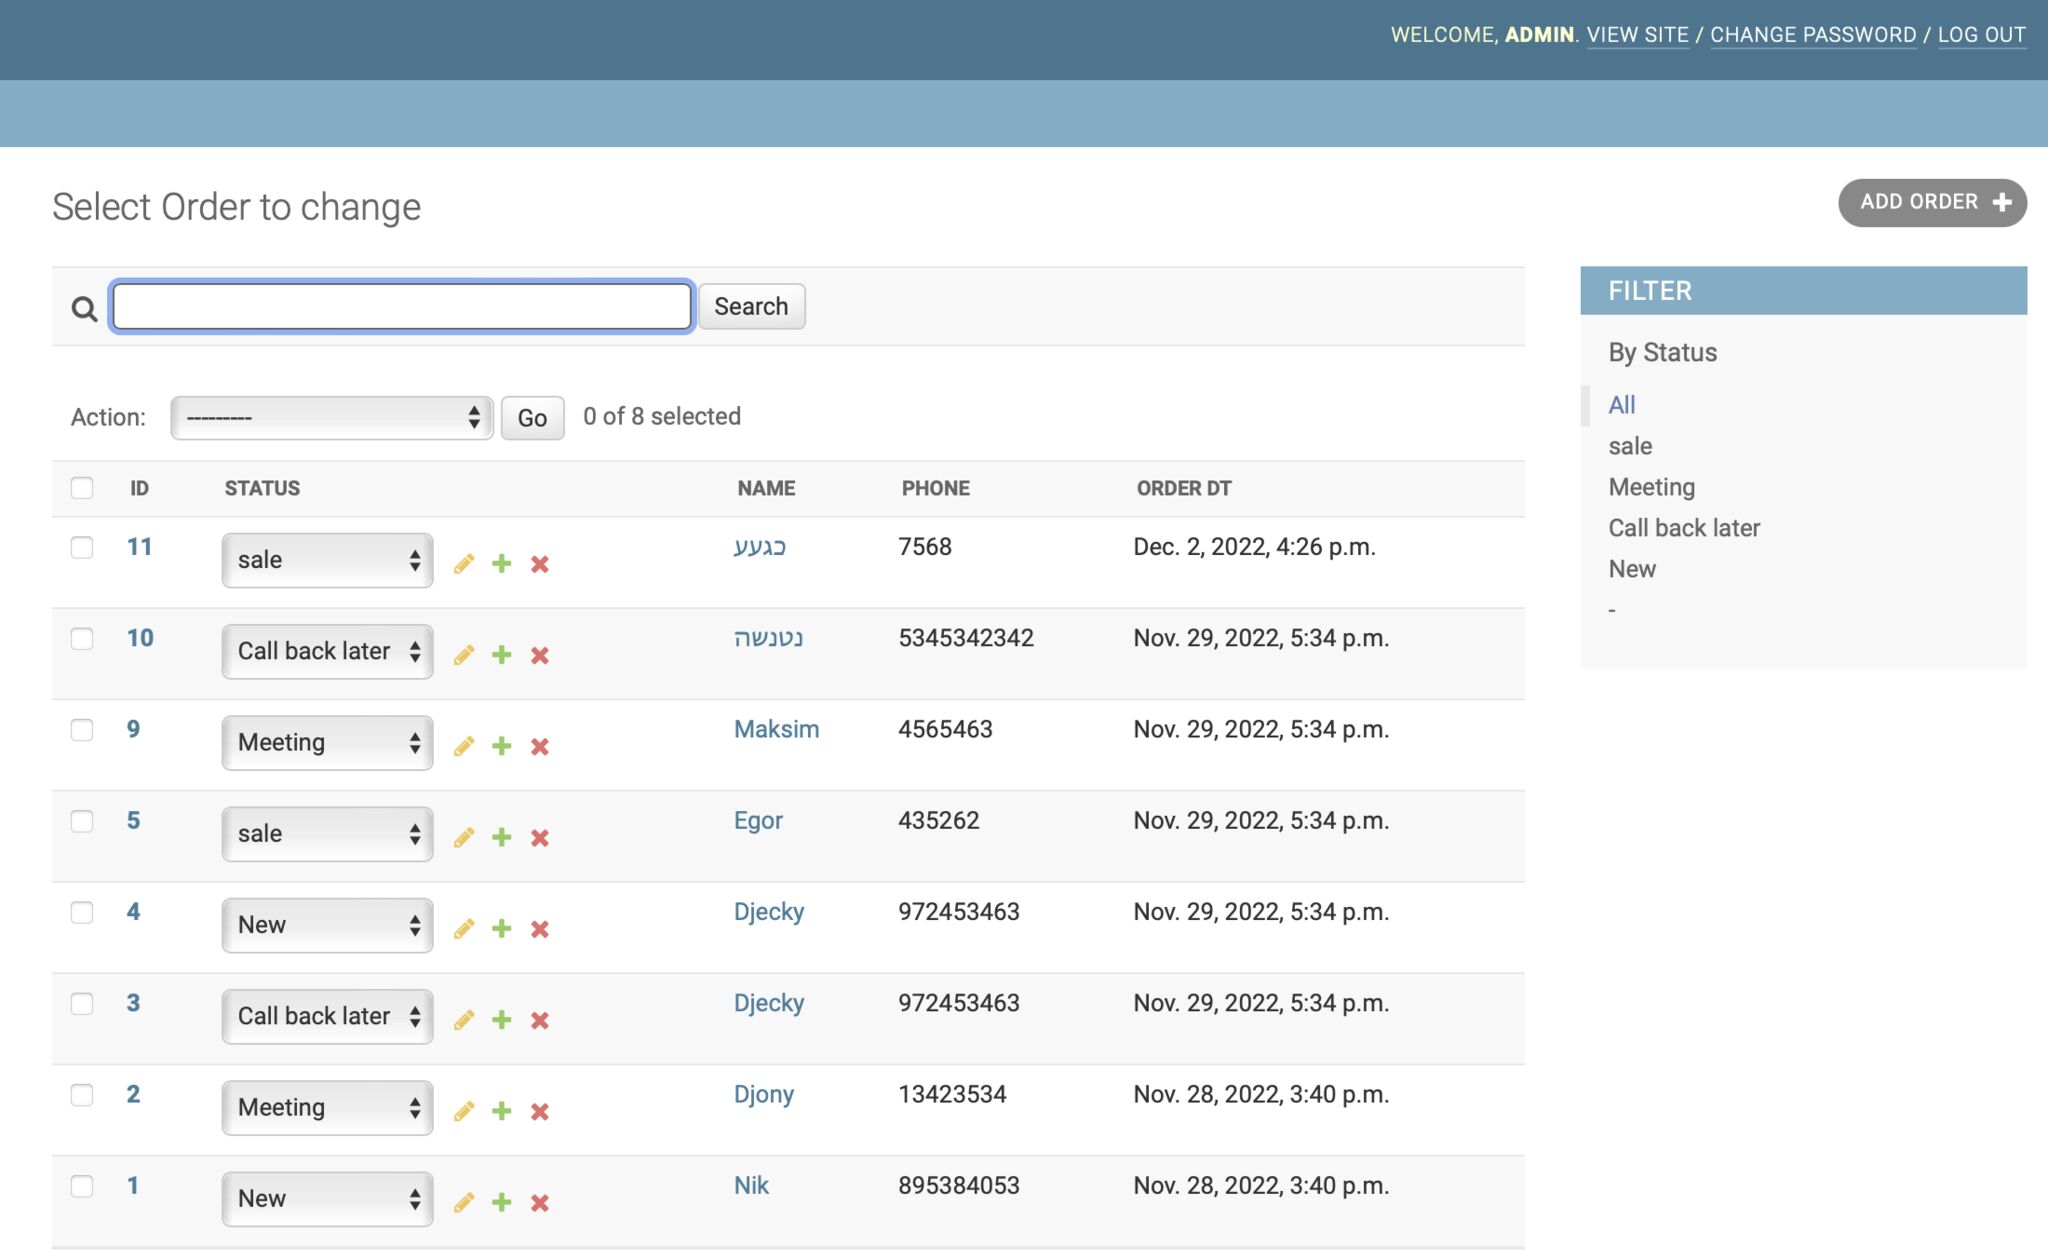 WELCOME, ADMIN. VIEW SITE / CHANGE PASSWORD / LOG OUT
Select Order to change
ADD ORDER +
Search
Action: --------- Go 0 of 8 selected
ID STATUS NAME PHONE ORDER DT
11 sale כגעע 7568 Dec. 2, 2022, 4:26 p.m.
10 Call back later נטנשה 5345342342 Nov. 29, 2022, 5:34 p.m.
9 Meeting Maksim 4565463 Nov. 29, 2022, 5:34 p.m.
5 sale Egor 435262 Nov. 29, 2022, 5:34 p.m.
4 New Djecky 972453463 Nov. 29, 2022, 5:34 p.m.
3 Call back later Djecky 972453463 Nov. 29, 2022, 5:34 p.m.
2 Meeting Djony 13423534 Nov. 28, 2022, 3:40 p.m.
1 New Nik 895384053 Nov. 28, 2022, 3:40 p.m.
FILTER
By Status
All
sale
Meeting
Call back later
New
-